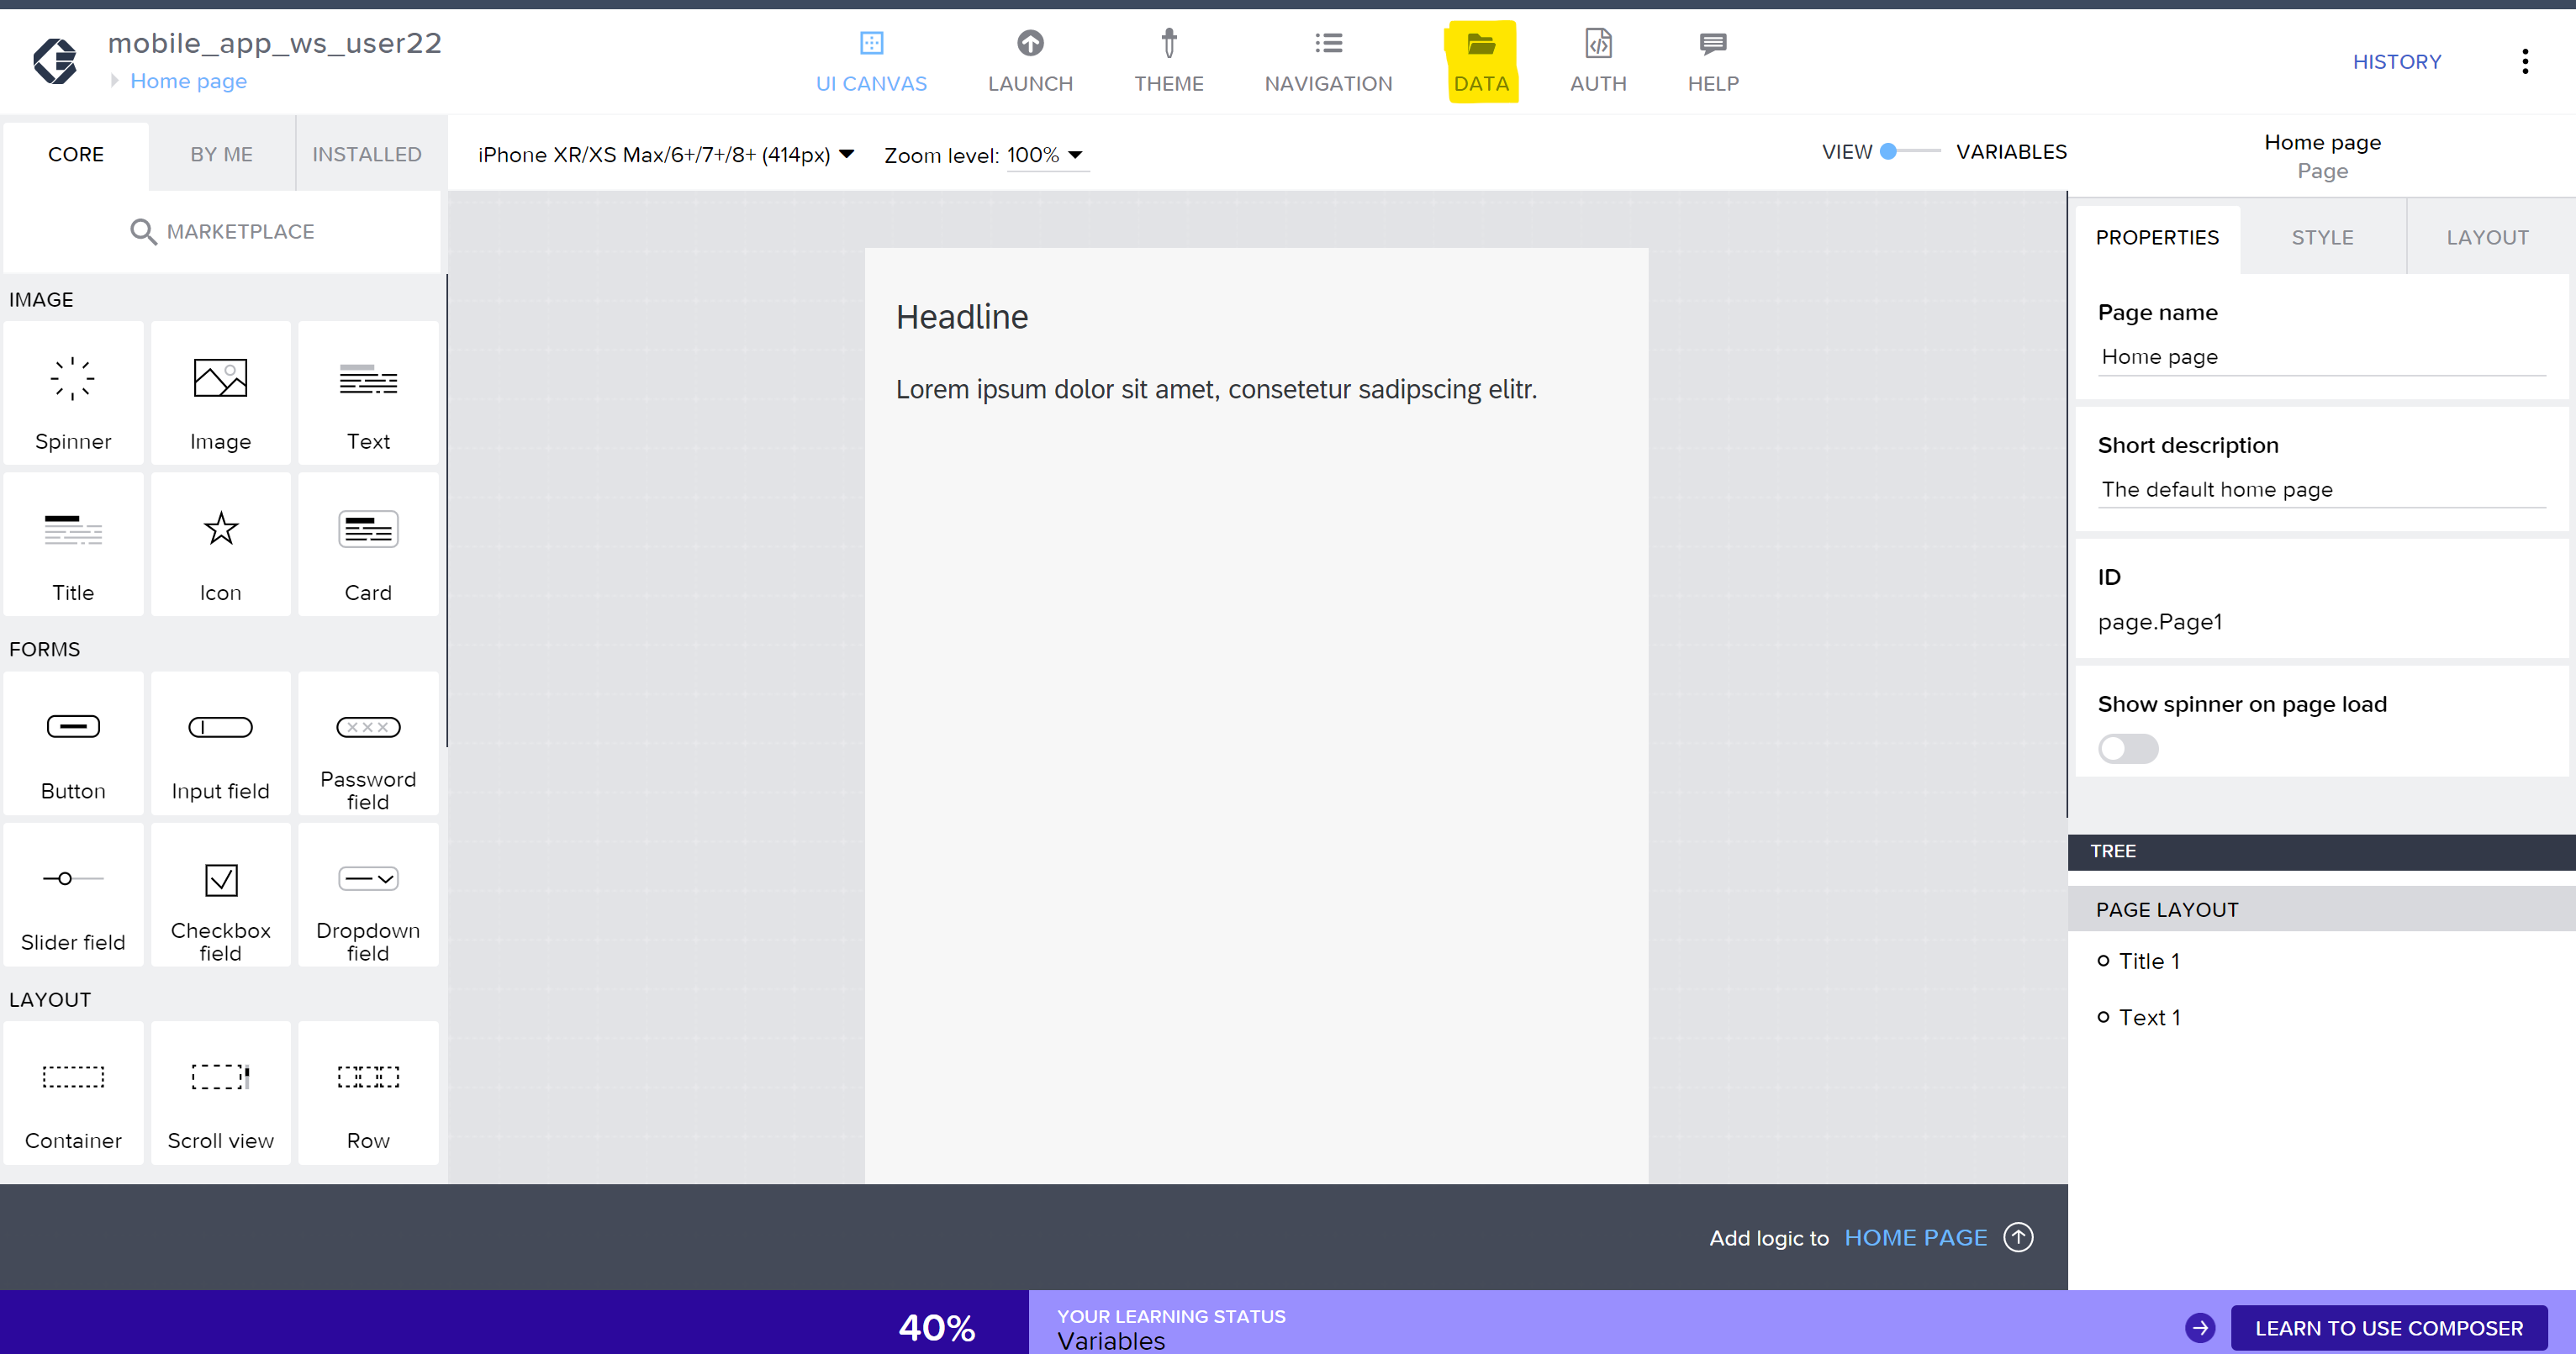 mobile_app_ws_user22
Home page
UI CANVAS
LAUNCH
THEME
NAVIGATION
DATA
AUTH
HELP
HISTORY
CORE
BY ME
INSTALLED
MARKETPLACE
IMAGE
Spinner
Image
Text
Title
Icon
Card
FORMS
Button
Input field
Password
field
Slider field
Checkbox
field
Dropdown
field
LAYOUT
Container
Scroll view
Row
iPhone XR/XS Max/6+/7+/8+ (414px)
Zoom level: 100%
VIEW
VARIABLES
Headline
Lorem ipsum dolor sit amet, consetetur sadipscing elitr.
Add logic to HOME PAGE
Home page
Page
PROPERTIES
STYLE
LAYOUT
Page name
Home page
Short description
The default home page
ID
page.Page1
Show spinner on page load
TREE
PAGE LAYOUT
Title 1
Text 1
40%
YOUR LEARNING STATUS
Variables
LEARN TO USE COMPOSER